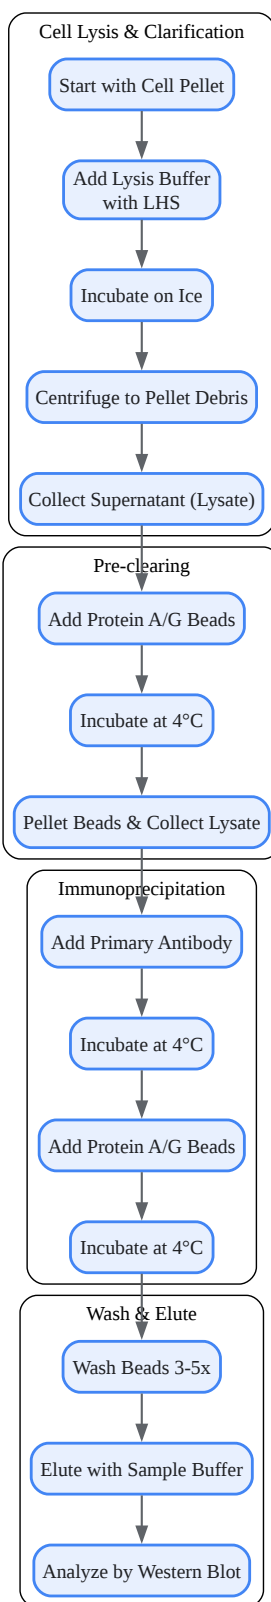 Cell Lysis & Clarification
Start with Cell Pellet
Add Lysis Buffer
with LHS
Incubate on Ice
Centrifuge to Pellet Debris
Collect Supernatant (Lysate)
Pre-clearing
Add Protein A/G Beads
Incubate at 4°C
Pellet Beads & Collect Lysate
Immunoprecipitation
Add Primary Antibody
Incubate at 4°C
Add Protein A/G Beads
Incubate at 4°C
Wash & Elute
Wash Beads 3-5x
Elute with Sample Buffer
Analyze by Western Blot